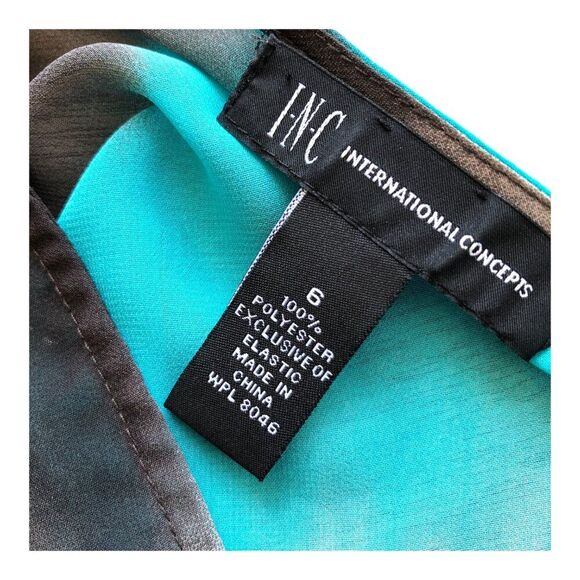 I·N·C INTERNATIONAL CONCEPTS
6
100%
POLYESTER
EXCLUSIVE OF
ELASTIC
MADE IN
CHINA
WPL 8046